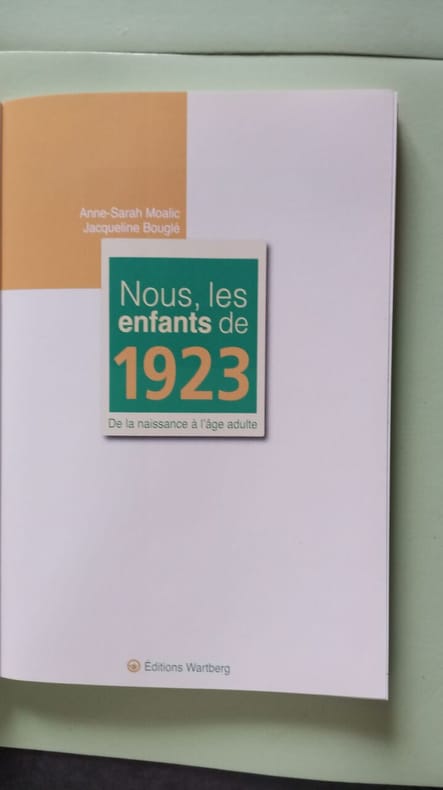 Anne-Sarah Moalic
Jacqueline Bouglé
Nous, les
enfants de
1923
De la naissance à l'âge adulte
Éditions Wartberg